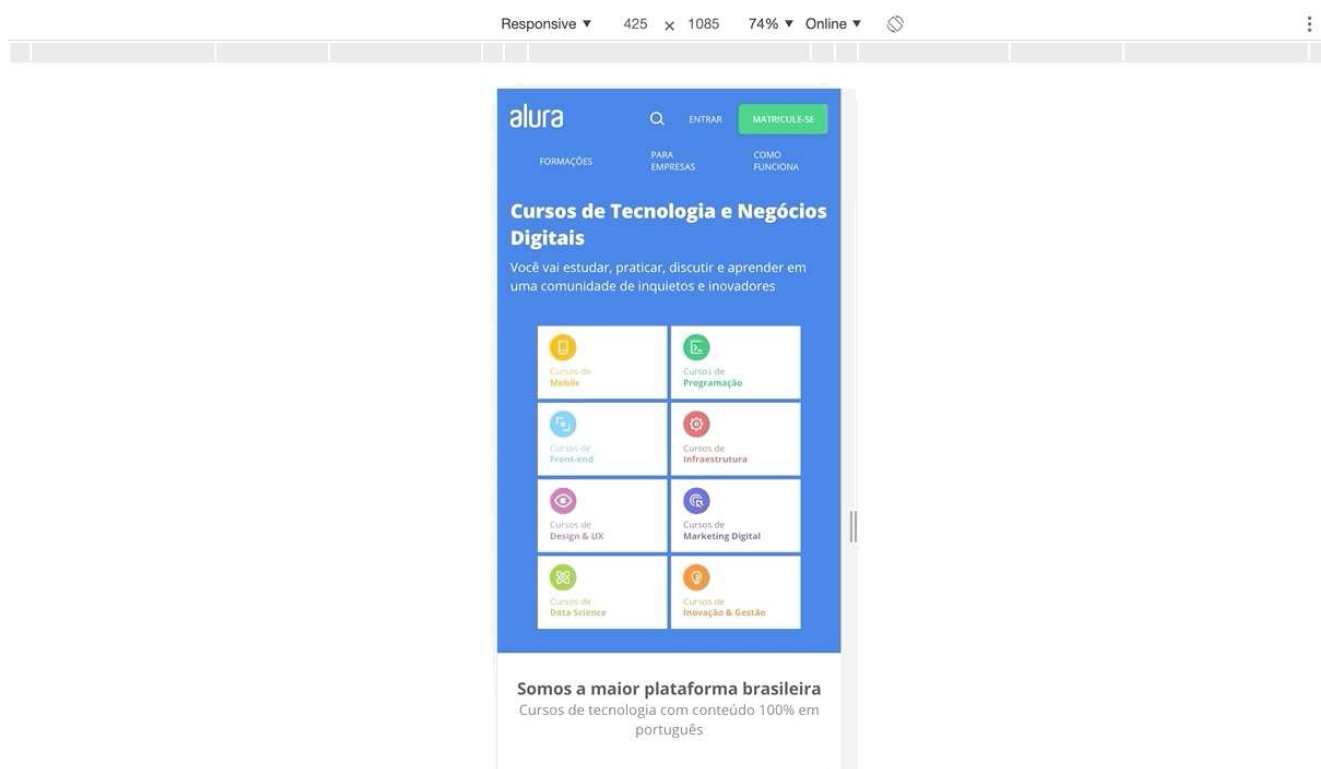 Responsive ▼ 425 × 1085 74% ▼ Online ▼
alura ENTRAR MATRICULE-SE
FORMAÇÕES
PARA
EMPRESAS
COMO
FUNCIONA
Cursos de Tecnologia e Negócios
Digitais
Você vai estudar, praticar, discutir e aprender em
uma comunidade de inquietos e inovadores
Cursos de
Mobile
Cursos de
Programação
Cursos de
Front-end
Cursos de
Infraestrutura
Cursos de
Design & UX
Cursos de
Marketing Digital
Cursos de
Data Science
Cursos de
Inovação & Gestão
Somos a maior plataforma brasileira
Cursos de tecnologia com conteúdo 100% em
português